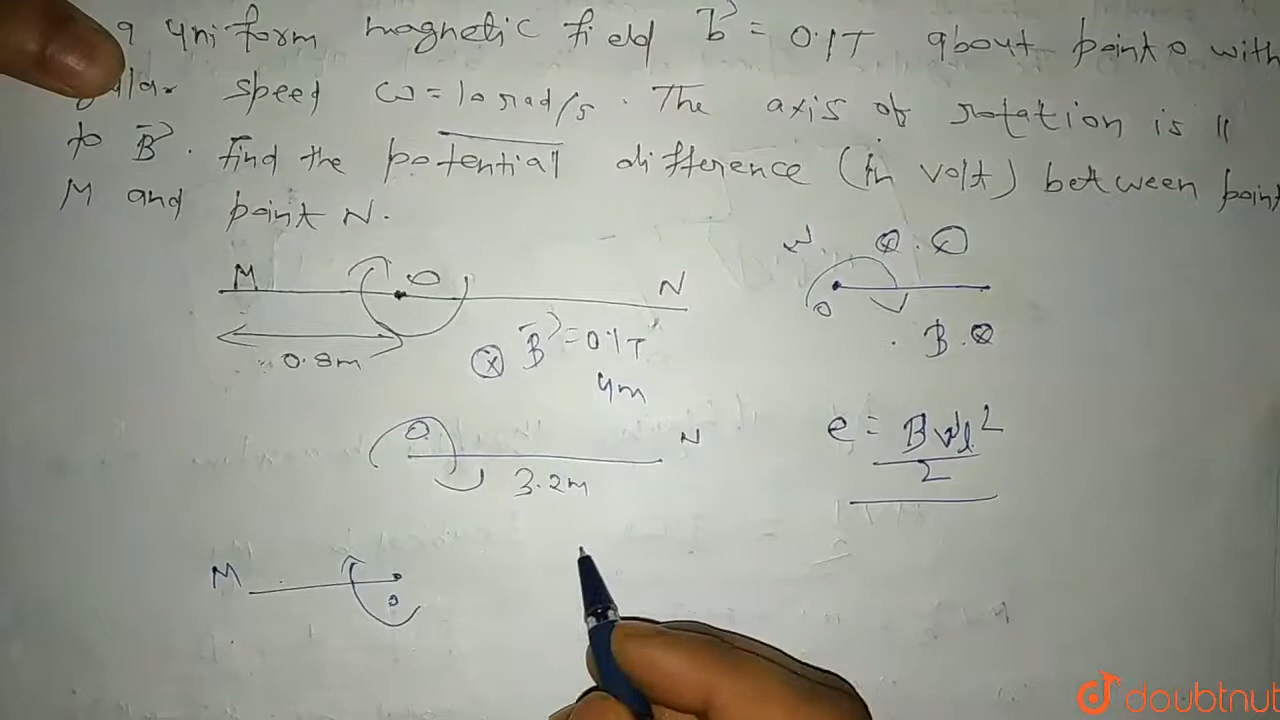 a uniform magnetic field B = 0.1T about point o with
speed ω = 10 rad/s. The axis of rotation is ||
to B. Find the potential difference (in volt) between point
M and point N.
M O N
0.8m
B = 0.1T
4m
O N
3.2m
M O
O
B
e = Bωl²
2
doubtnut